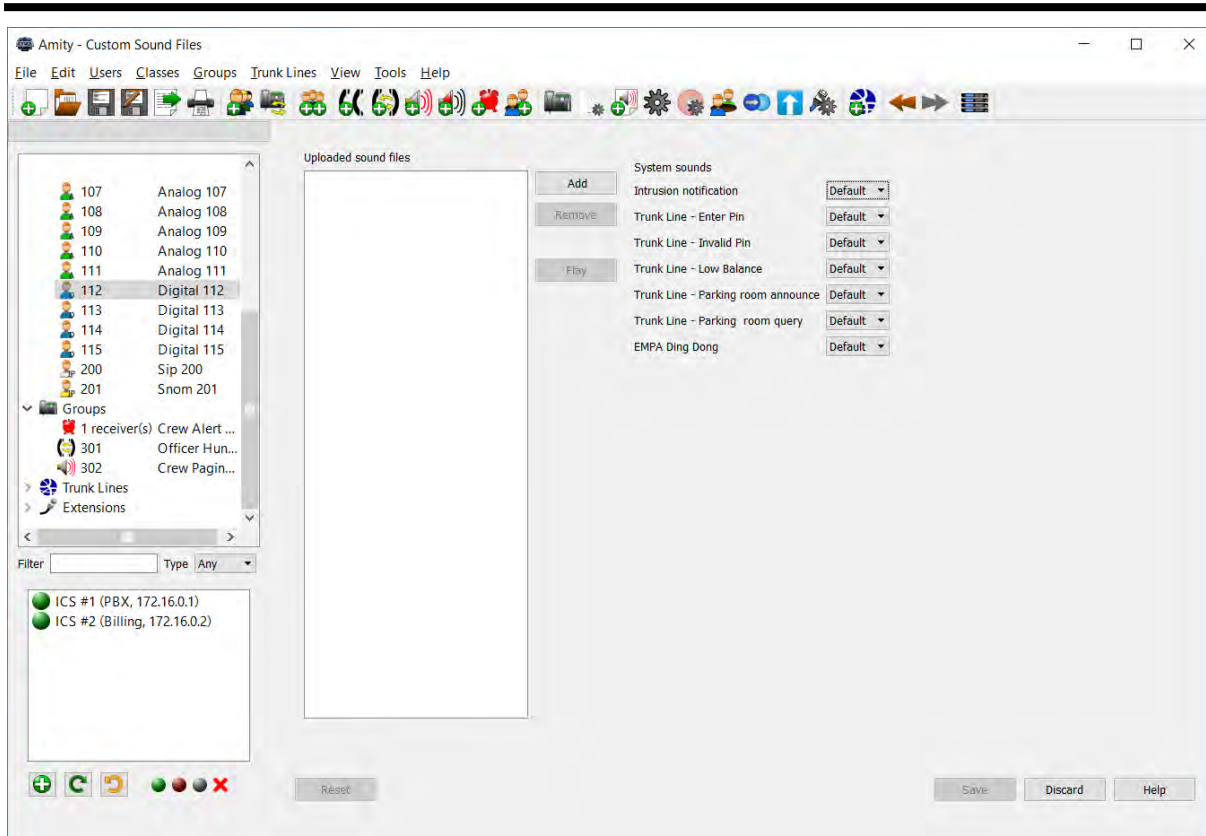 Amity - Custom Sound Files
File Edit Users Classes Groups Trunk Lines View Tools Help
107 Analog 107
108 Analog 108
109 Analog 109
110 Analog 110
111 Analog 111
112 Digital 112
113 Digital 113
114 Digital 114
115 Digital 115
200 Sip 200
201 Snom 201
Groups
1 receiver(s) Crew Alert ...
301 Officer Hun...
302 Crew Pagin...
Trunk Lines
Extensions
Filter Type Any
ICS #1 (PBX, 172.16.0.1)
ICS #2 (Billing, 172.16.0.2)
Uploaded sound files
Add
Remove
Play
System sounds
Intrusion notification Default
Trunk Line - Enter Pin Default
Trunk Line - Invalid Pin Default
Trunk Line - Low Balance Default
Trunk Line - Parking room announce Default
Trunk Line - Parking room query Default
EMPA Ding Dong Default
Reset
Save Discard Help